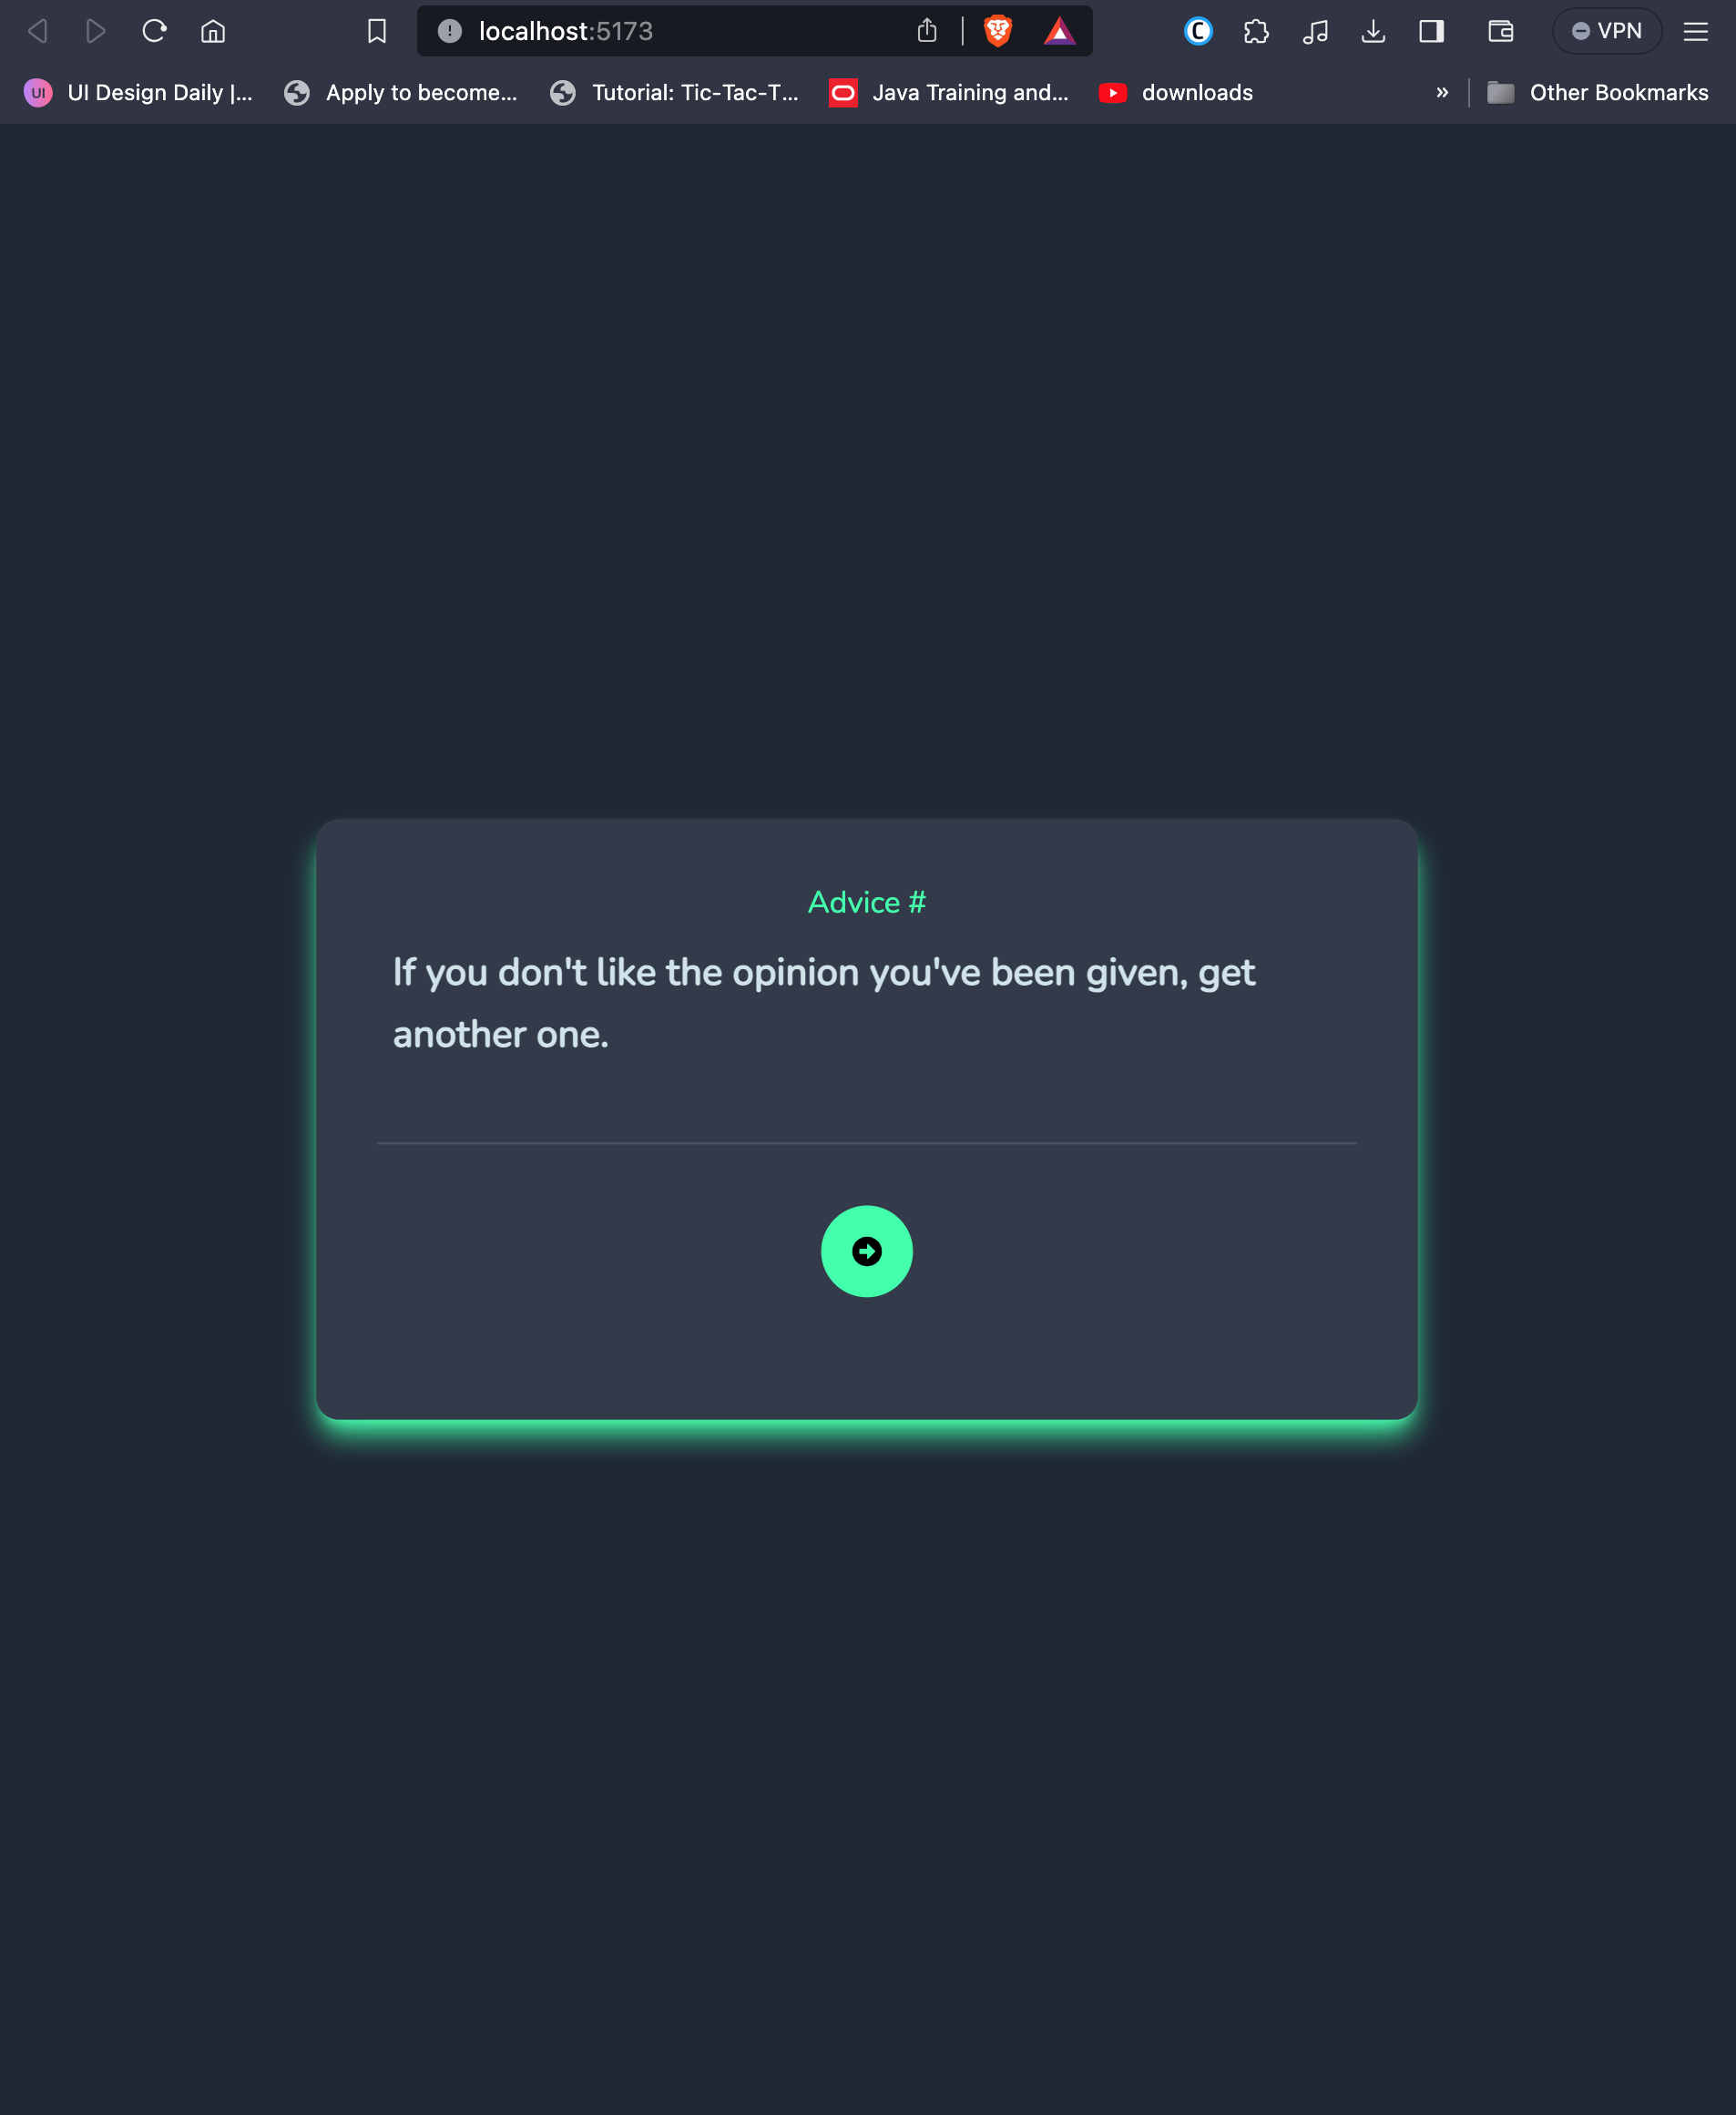 localhost:5173
VPN
UI
UI Design Daily |...
Apply to become...
Tutorial: Tic-Tac-T...
Java Training and...
downloads
»
Other Bookmarks
Advice #
If you don't like the opinion you've been given, get
another one.